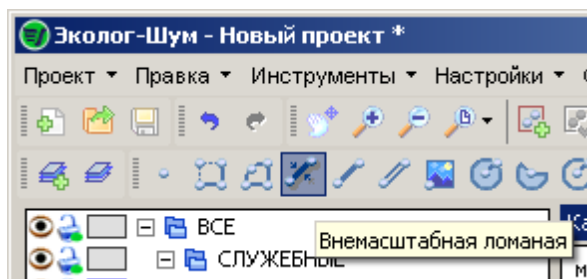 Эколог-Шум - Новый проект *
Проект Правка Инструменты Настройки
ВСЕ
Внемасштабная ломаная
СЛУЖЕБНЫЕ